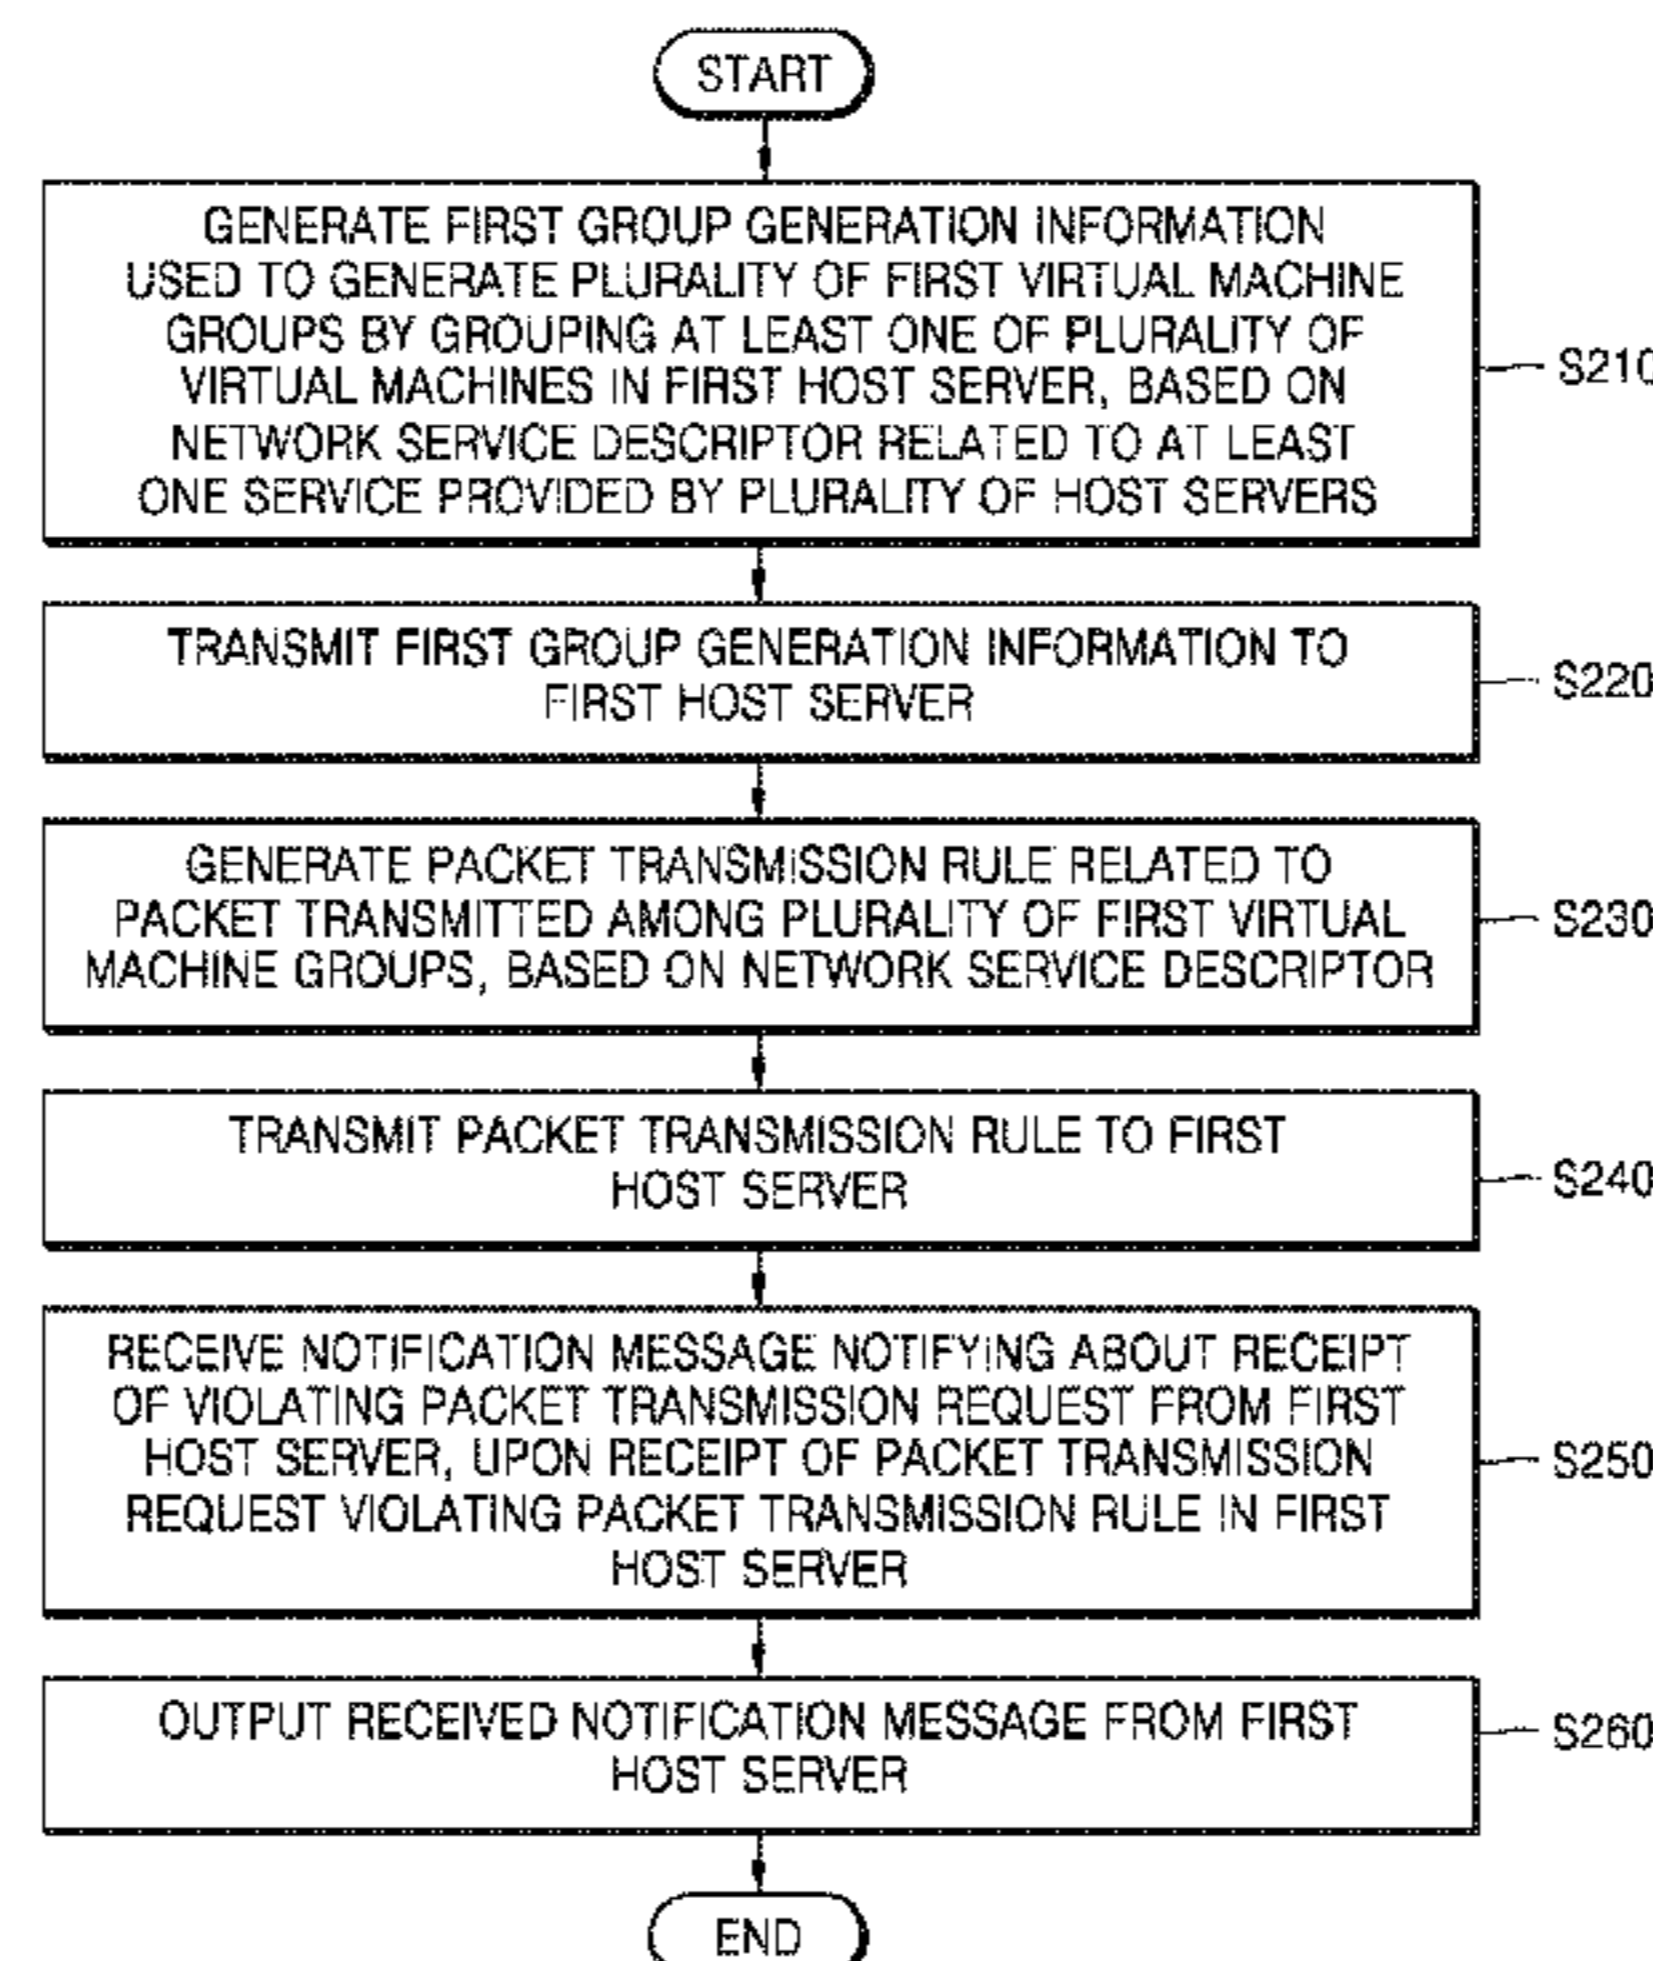 START
GENERATE FIRST GROUP GENERATION INFORMATION
USED TO GENERATE PLURALITY OF FIRST VIRTUAL MACHINE
GROUPS BY GROUPING AT LEAST ONE OF PLURALITY OF
VIRTUAL MACHINES IN FIRST HOST SERVER, BASED ON
NETWORK SERVICE DESCRIPTOR RELATED TO AT LEAST
ONE SERVICE PROVIDED BY PLURALITY OF HOST SERVERS
S210
TRANSMIT FIRST GROUP GENERATION INFORMATION TO
FIRST HOST SERVER
S220
GENERATE PACKET TRANSMISSION RULE RELATED TO
PACKET TRANSMITTED AMONG PLURALITY OF FIRST VIRTUAL
MACHINE GROUPS, BASED ON NETWORK SERVICE DESCRIPTOR
S230
TRANSMIT PACKET TRANSMISSION RULE TO FIRST
HOST SERVER
S240
RECEIVE NOTIFICATION MESSAGE NOTIFYING ABOUT RECEIPT
OF VIOLATING PACKET TRANSMISSION REQUEST FROM FIRST
HOST SERVER, UPON RECEIPT OF PACKET TRANSMISSION
REQUEST VIOLATING PACKET TRANSMISSION RULE IN FIRST
HOST SERVER
S250
OUTPUT RECEIVED NOTIFICATION MESSAGE FROM FIRST
HOST SERVER
S260
END